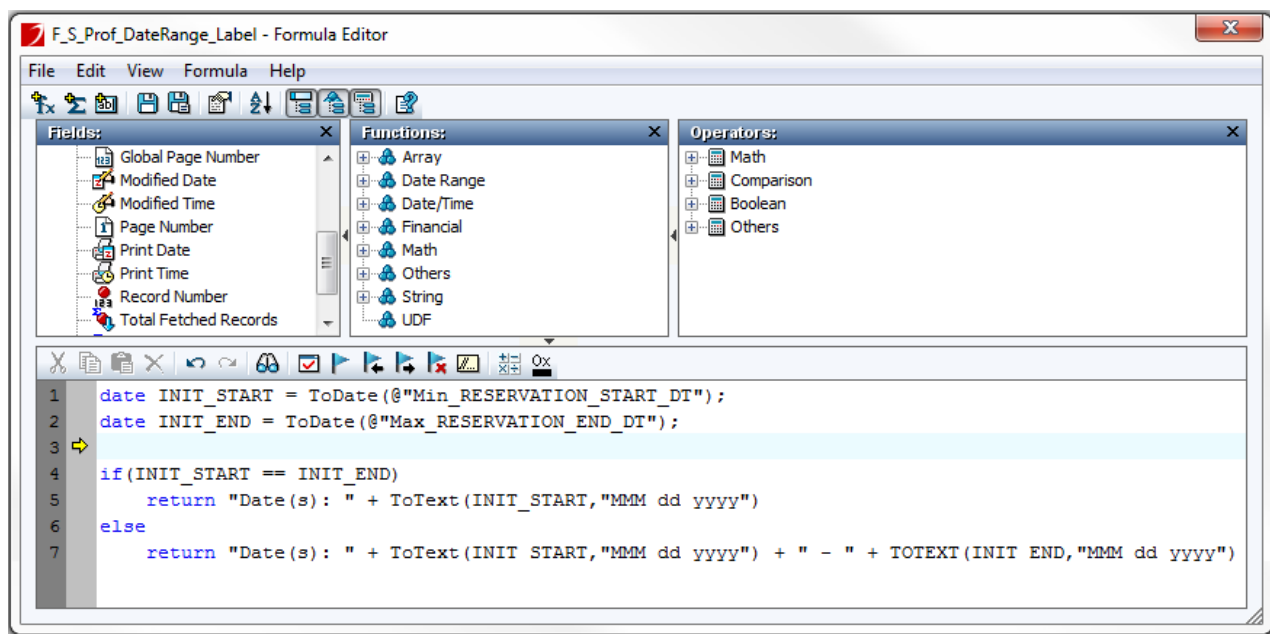 F_S_Prof_DateRange_Label - Formula Editor
File Edit View Formula Help
Fields:
Global Page Number
Modified Date
Modified Time
Page Number
Print Date
Print Time
Record Number
Total Fetched Records
Functions:
Array
Date Range
Date/Time
Financial
Math
Others
String
UDF
Operators:
Math
Comparison
Boolean
Others
1 date INIT_START = ToDate(@"Min_RESERVATION_START_DT");
2 date INIT_END = ToDate(@"Max_RESERVATION_END_DT");
3
4 if(INIT_START == INIT_END)
5 return "Date(s): " + ToText(INIT_START,"MMM dd yyyy")
6 else
7 return "Date(s): " + ToText(INIT_START,"MMM dd yyyy") + " - " + TOTEXT(INIT_END,"MMM dd yyyy")